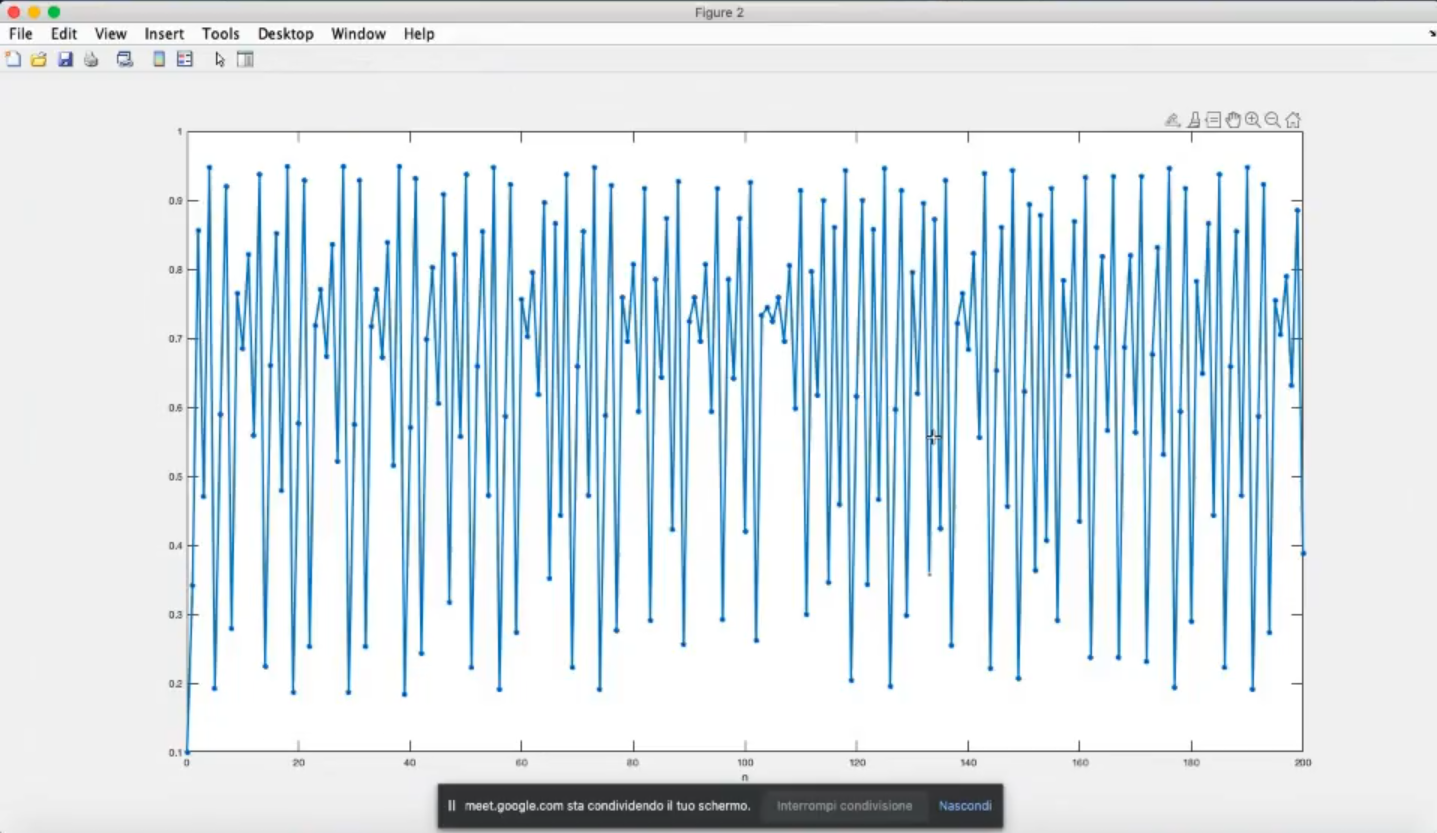 Figure 2
File Edit View Insert Tools Desktop Window Help
1
0.9
0.8
0.7
0.6
0.5
0.4
0.3
0.2
0.1
0 20 40 60 80 100 120 140 160 180 200
n
meet.google.com sta condividendo il tuo schermo. Interrompi condivisione Nascondi